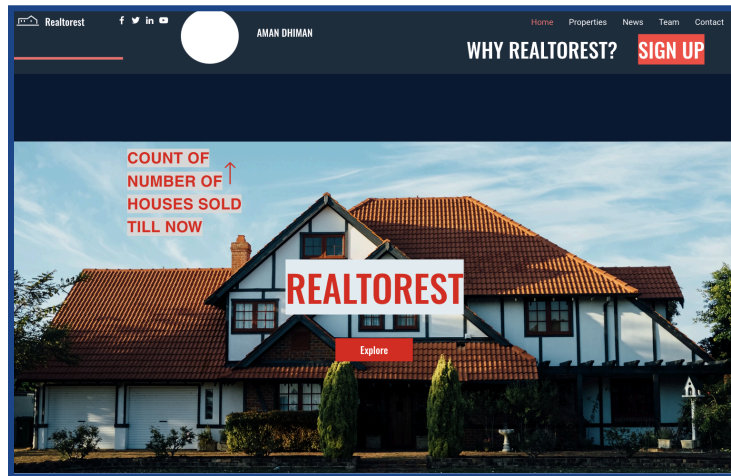 Realtorest
AMAN DHIMAN
Home Properties News Team Contact
WHY REALTOREST? SIGN UP
COUNT OF
NUMBER OF
HOUSES SOLD
TILL NOW
REALTOREST
Explore